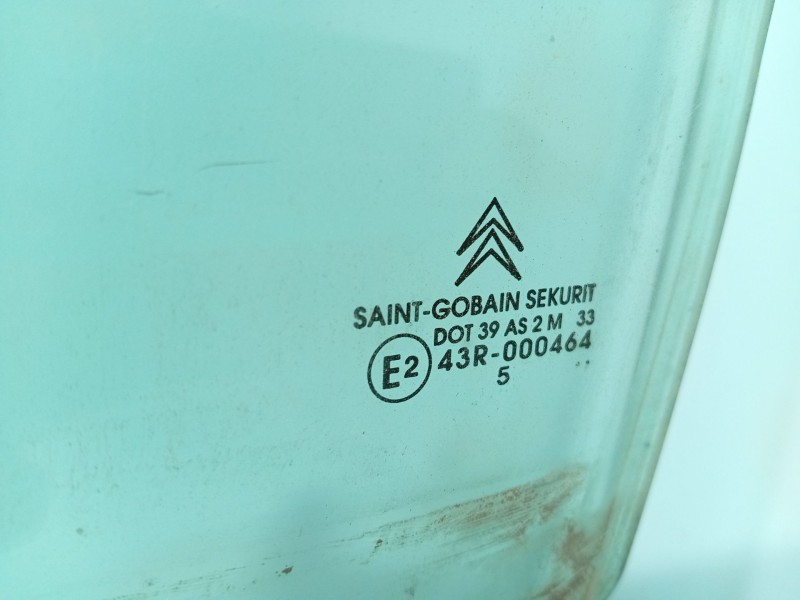 SAINT-GOBAIN SEKURIT
DOT 39 AS 2 M 33
E2 43R-000464
5 ..